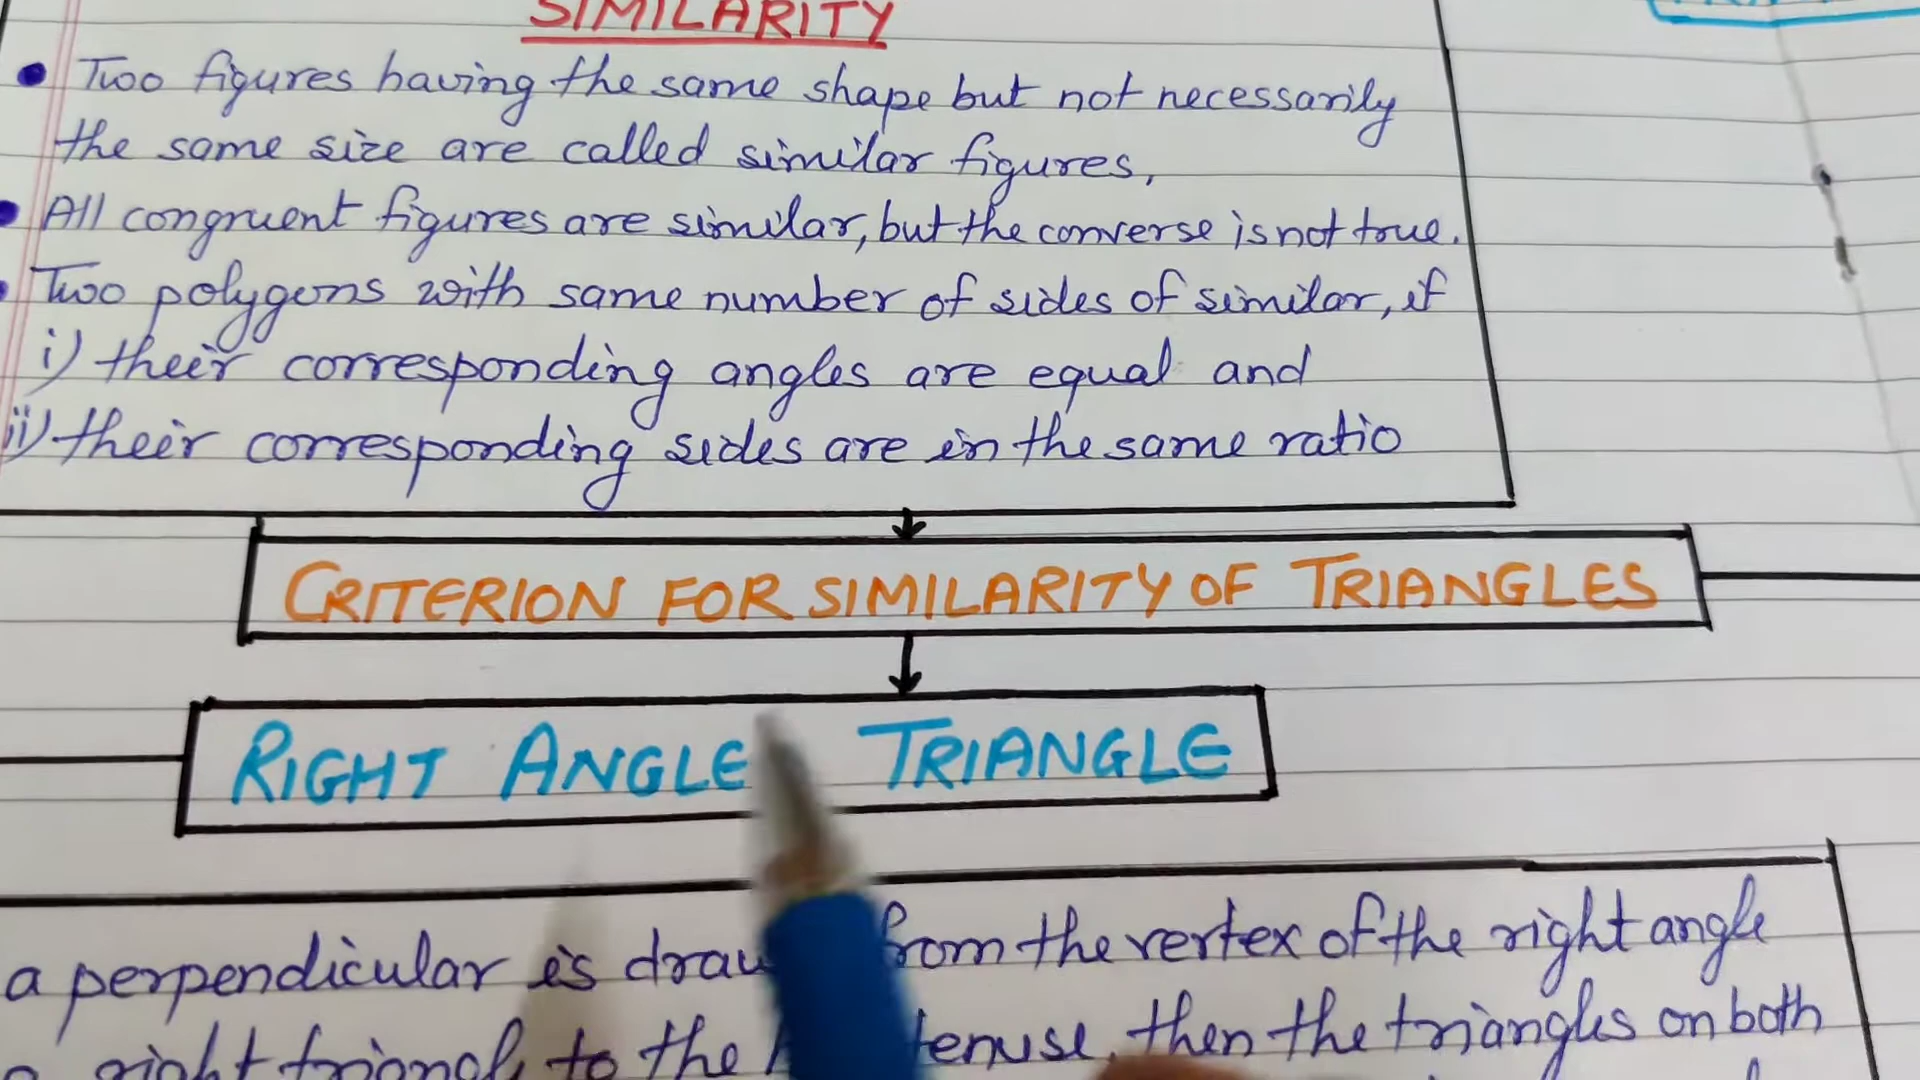 SIMILARITY
Two figures having the same shape but not necessarily
the same size are called similar figures,
All congruent figures are similar, but the converse is not true.
Two polygons with same number of sides of similar, if
i) their corresponding angles are equal and
ii) their corresponding sides are in the same ratio
CRITERION FOR SIMILARITY OF TRIANGLES
RIGHT ANGLE TRIANGLE
a perpendicular is from the vertex of the right angle
right to the then the triangles on both